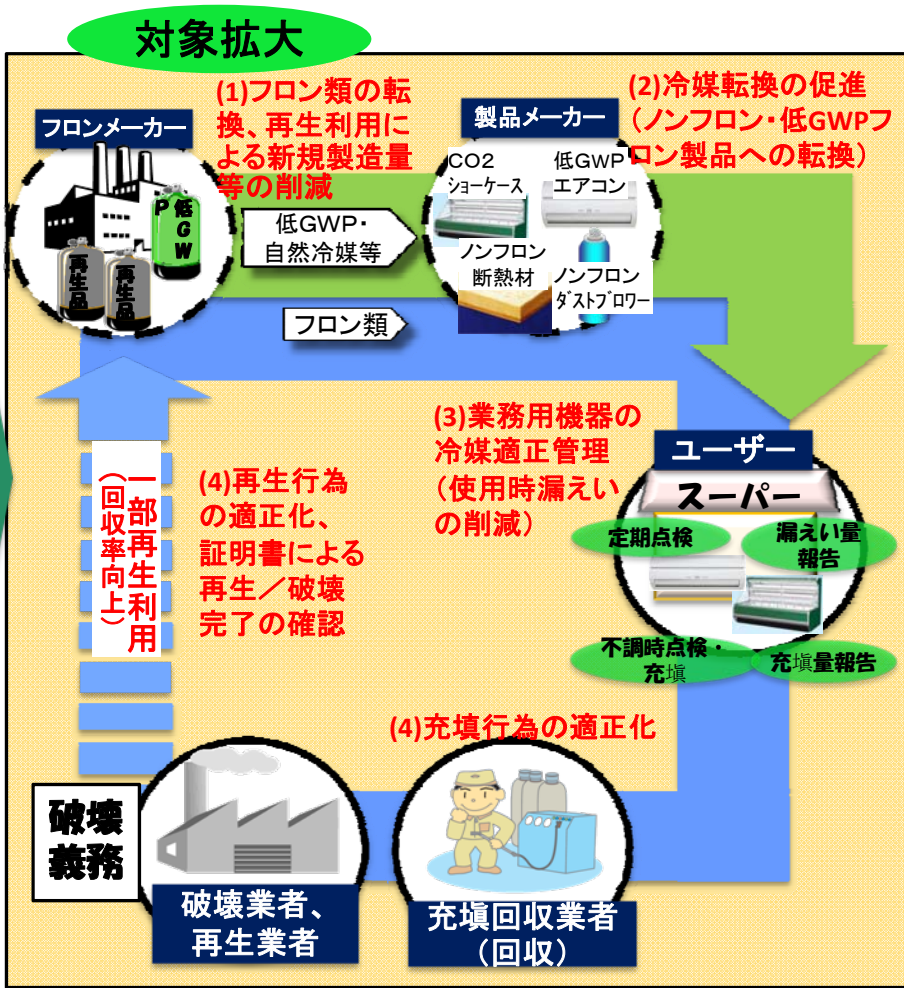 対象拡大
フロンメーカー
(1)フロン類の転
換、再生利用に
よる新規製造量
等の削減
製品メーカー
(2)冷媒転換の促進
（ノンフロン・低GWPフ
ロン製品への転換）
低GW
P
再生品
再生品
低GWP・
自然冷媒等
フロン類
CO2
ショーケース
低GWP
エアコン
ノンフロン
断熱材
ノンフロン
ダストブロワー
(3)業務用機器の
冷媒適正管理
（使用時漏えい
の削減）
ユーザー
スーパー
定期点検
漏えい量
報告
不調時点検・
充塡
充塡量報告
一部再生利用
（回収率向上）
(4)再生行為
の適正化、
証明書による
再生／破壊
完了の確認
(4)充填行為の適正化
破壊
義務
破壊業者、
再生業者
充塡回収業者
（回収）